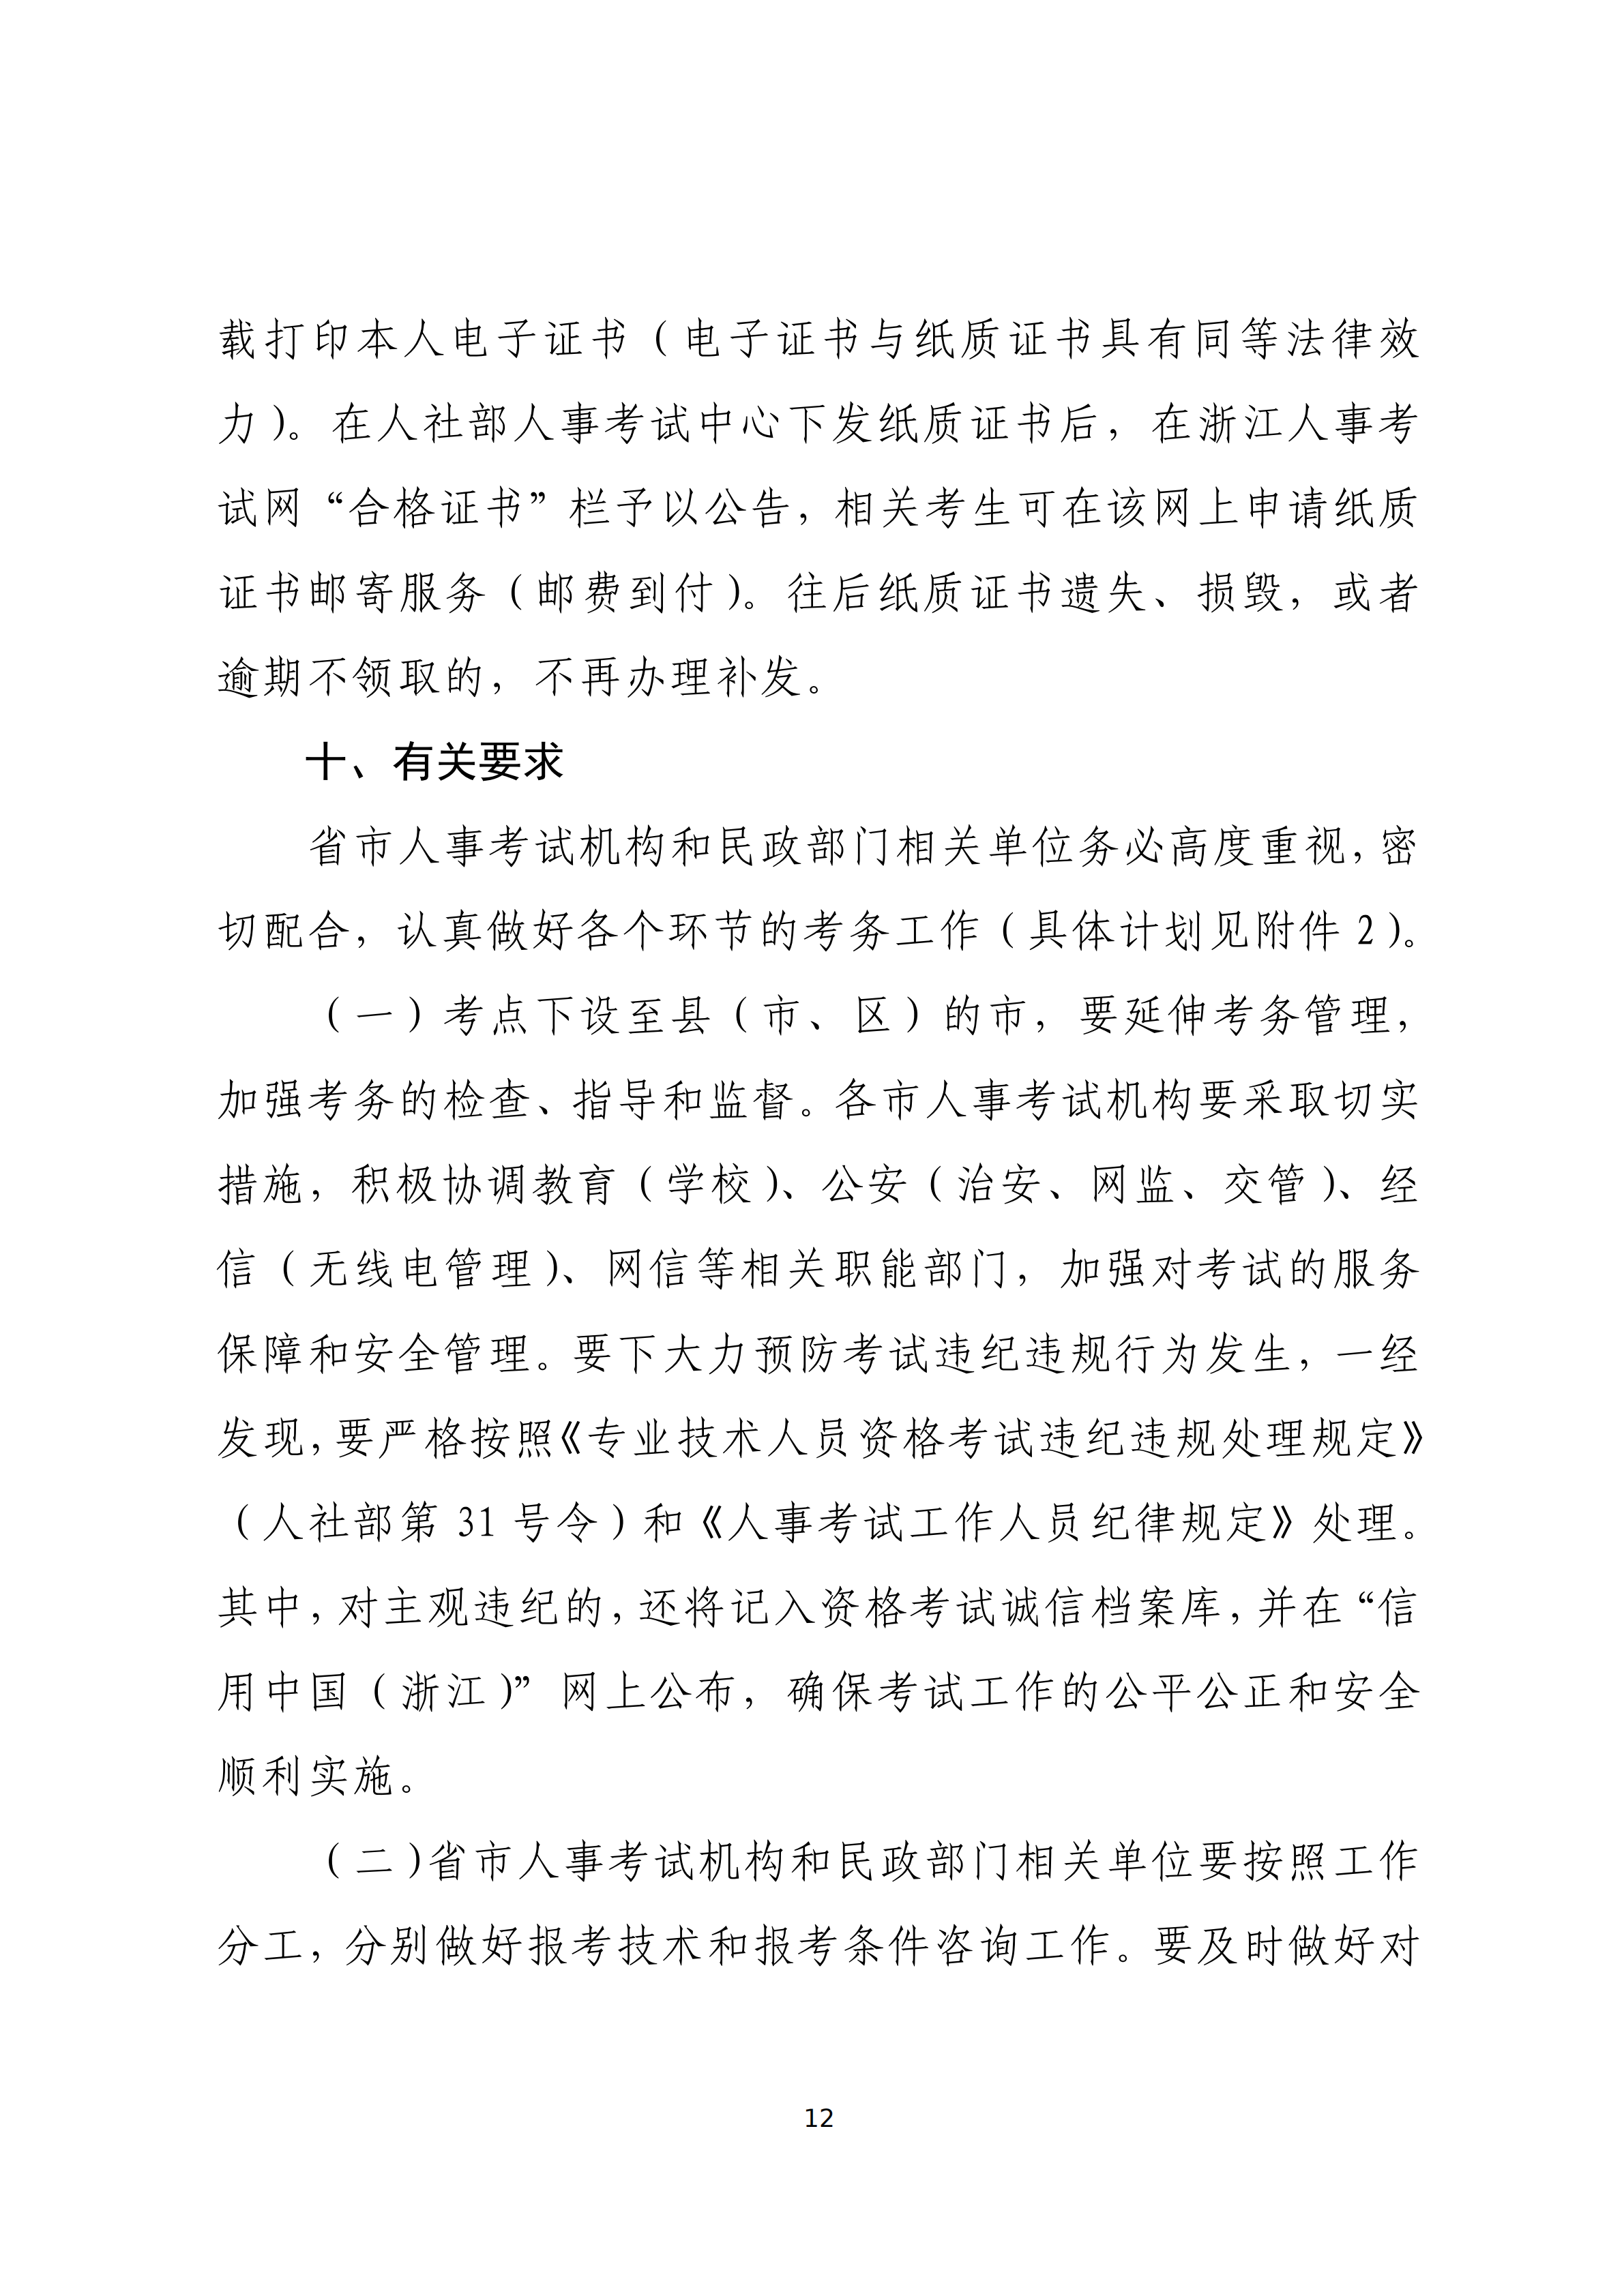 载打印本人电子证书（电子证书与纸质证书具有同等法律效
力）。在人社部人事考试中心下发纸质证书后，在浙江人事考
试网“合格证书”栏予以公告，相关考生可在该网上申请纸质
证书邮寄服务（邮费到付）。往后纸质证书遗失、损毁，或者
逾期不领取的，不再办理补发。
十、有关要求
省市人事考试机构和民政部门相关单位务必高度重视，密
切配合，认真做好各个环节的考务工作（具体计划见附件 2）。
（一）考点下设至县（市、区）的市，要延伸考务管理，
加强考务的检查、指导和监督。各市人事考试机构要采取切实
措施，积极协调教育（学校）、公安（治安、网监、交管）、经
信（无线电管理）、网信等相关职能部门，加强对考试的服务
保障和安全管理。要下大力预防考试违纪违规行为发生，一经
发现，要严格按照《专业技术人员资格考试违纪违规处理规定》
（人社部第 31 号令）和《人事考试工作人员纪律规定》处理。
其中，对主观违纪的，还将记入资格考试诚信档案库，并在“信
用中国（浙江）”网上公布，确保考试工作的公平公正和安全
顺利实施。
（二）省市人事考试机构和民政部门相关单位要按照工作
分工，分别做好报考技术和报考条件咨询工作。要及时做好对
12